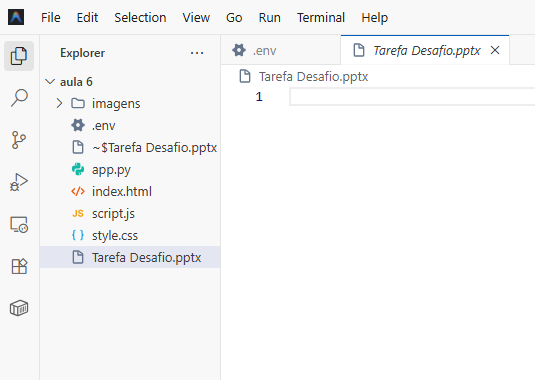 File Edit Selection View Go Run Terminal Help
Explorer ...
.env
Tarefa Desafio.pptx
aula 6
Tarefa Desafio.pptx
1
imagens
.env
~$Tarefa Desafio.pptx
app.py
index.html
JS script.js
style.css
Tarefa Desafio.pptx